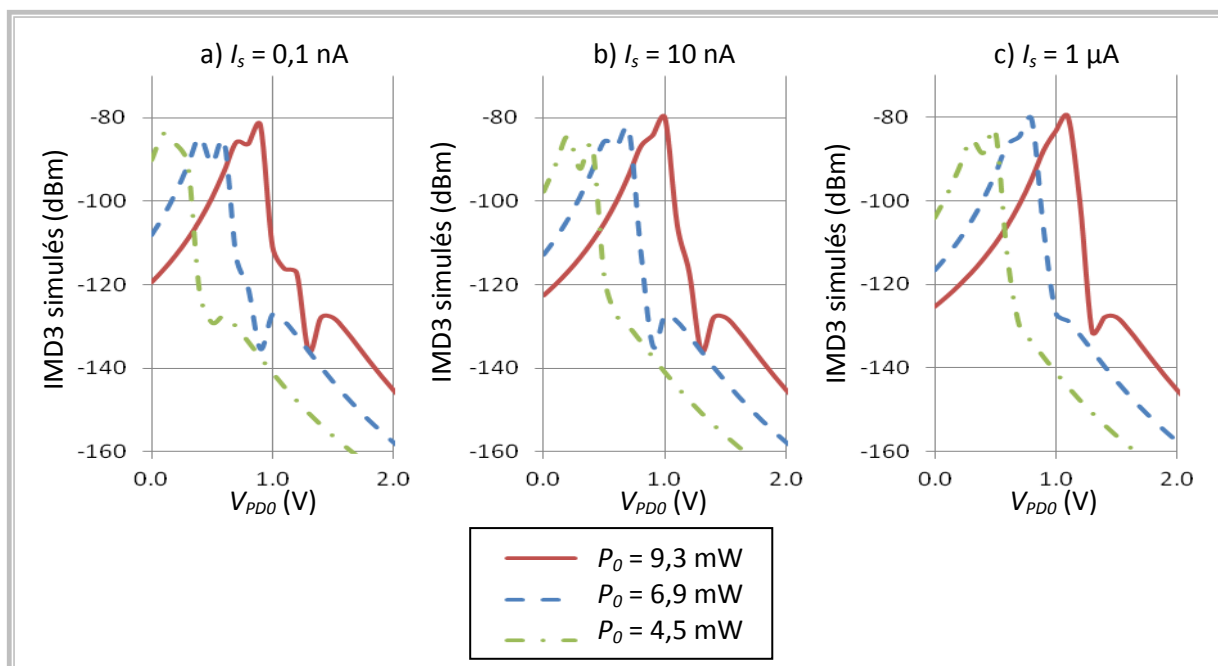 a) Is = 0,1 nA
b) Is = 10 nA
c) Is = 1 µA
IMD3 simulés (dBm)
-80
-100
-120
-140
-160
0.0
1.0
2.0
VPD0 (V)
IMD3 simulés (dBm)
-80
-100
-120
-140
-160
0.0
1.0
2.0
VPD0 (V)
IMD3 simulés (dBm)
-80
-100
-120
-140
-160
0.0
1.0
2.0
VPD0 (V)
P0 = 9,3 mW
P0 = 6,9 mW
P0 = 4,5 mW